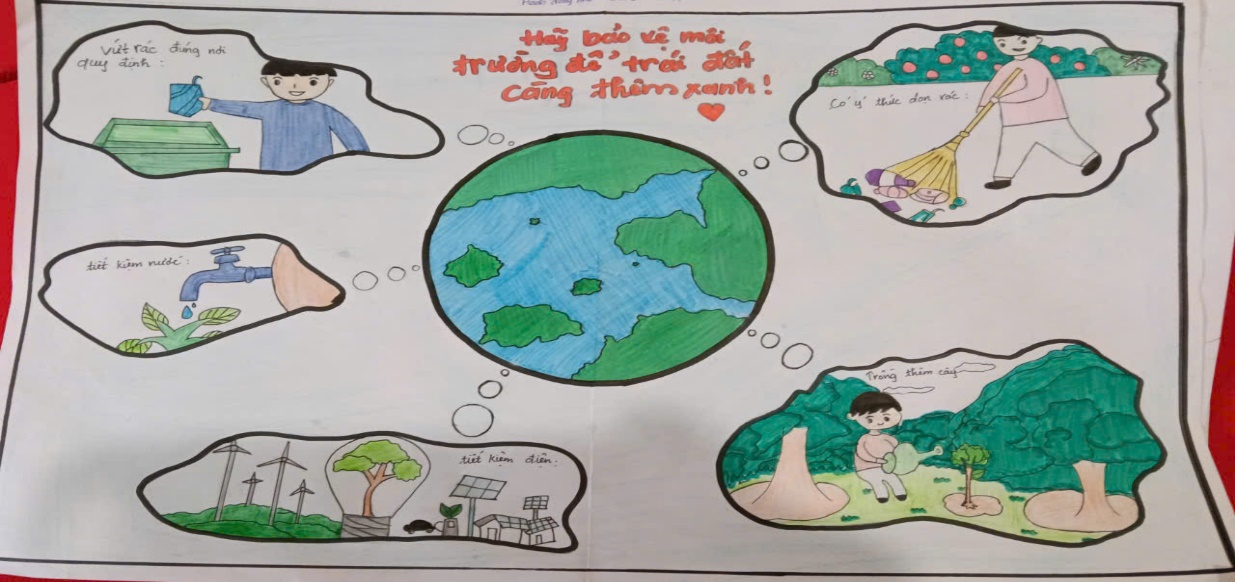 Hãy bảo vệ môi
trường để trái đất
càng thêm xanh!
Vứt rác đúng nơi
quy định:
Có ý thức dọn rác:
tiết kiệm nước:
Trồng thêm cây
tiết kiệm điện: